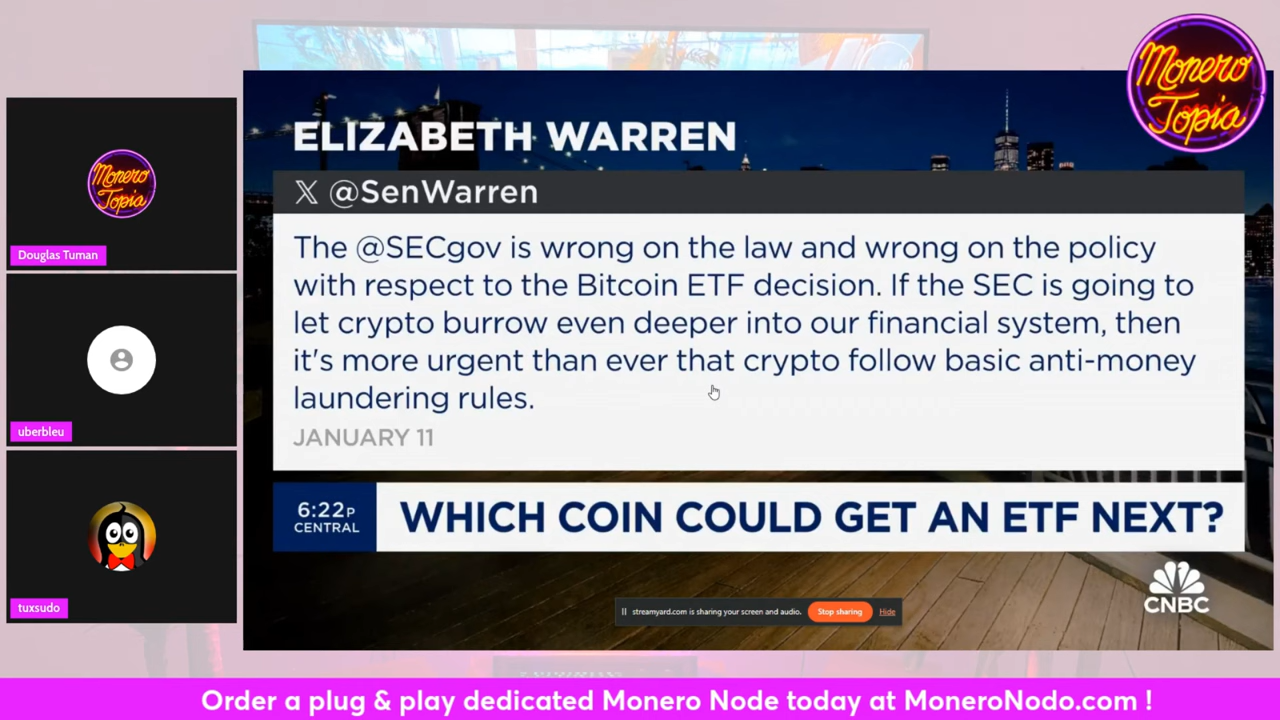 Monero
Topia
Monero
Topia
Douglas Tuman
uberbleu
tuxsudo
ELIZABETH WARREN
X @SenWarren
The @SECgov is wrong on the law and wrong on the policy
with respect to the Bitcoin ETF decision. If the SEC is going to
let crypto burrow even deeper into our financial system, then
it's more urgent than ever that crypto follow basic anti-money
laundering rules.
JANUARY 11
6:22P
CENTRAL
WHICH COIN COULD GET AN ETF NEXT?
CNBC
streamyard.com is sharing your screen and audio.
Stop sharing
Hide
Order a plug & play dedicated Monero Node today at MoneroNodo.com !